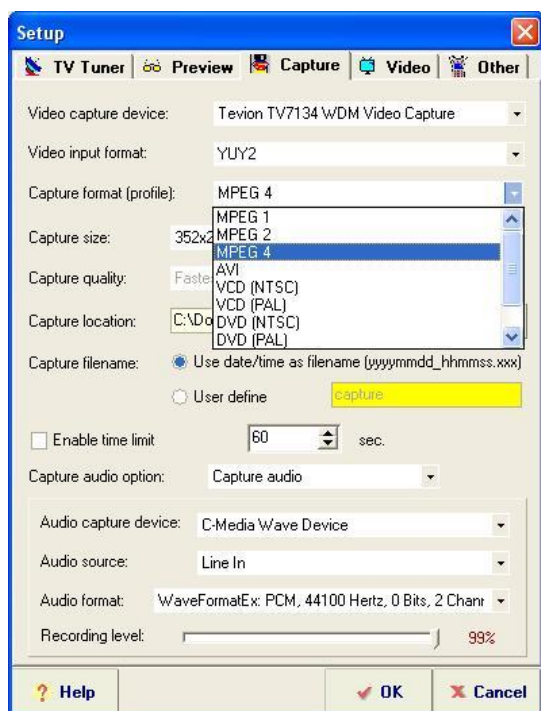 Setup
TV Tuner Preview Capture Video Other
Video capture device: Tevion TV7134 WDM Video Capture
Video input format: YUY2
Capture format (profile): MPEG 4
MPEG 1
MPEG 2
MPEG 4
AVI
VCD (NTSC)
VCD (PAL)
DVD (NTSC)
DVD (PAL)
Capture size: 352x2
Capture quality: Faste
Capture location: C:\Do
Capture filename: Use date/time as filename (yyyymmdd_hhmmss.xxx)
User define capture
Enable time limit 60 sec.
Capture audio option: Capture audio
Audio capture device: C-Media Wave Device
Audio source: Line In
Audio format: WaveFormatEx: PCM, 44100 Hertz, 0 Bits, 2 Chanr
Recording level: 99%
? Help OK Cancel